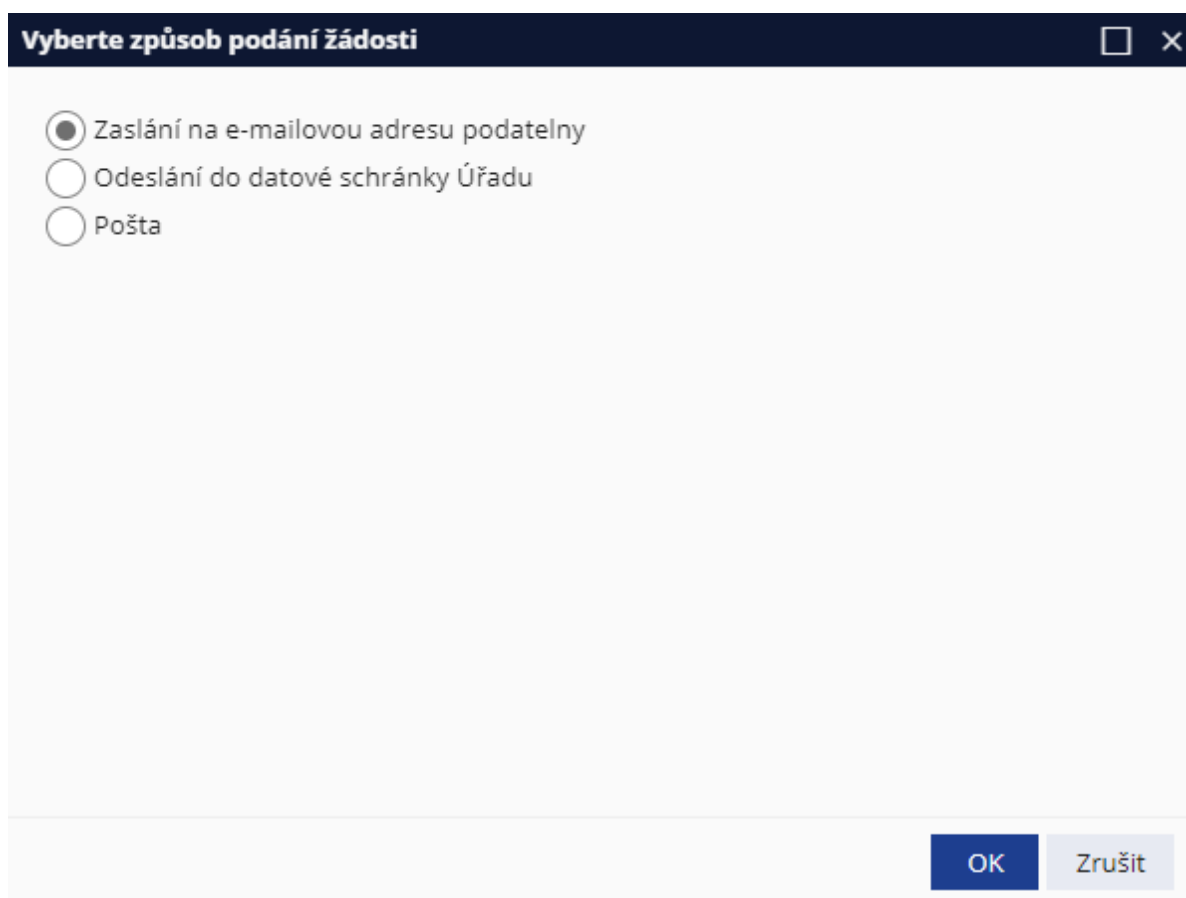 Vyberte způsob podání žádosti
Zaslání na e-mailovou adresu podatelny
Odeslání do datové schránky Úřadu
Pošta
OK Zrušit